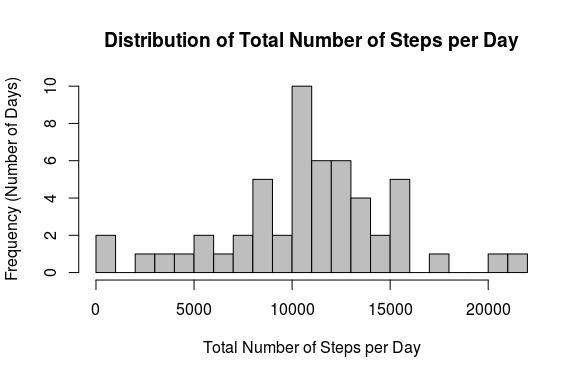 Distribution of Total Number of Steps per Day
Frequency (Number of Days)
10
8
6
4
2
0
0 5000 10000 15000 20000
Total Number of Steps per Day